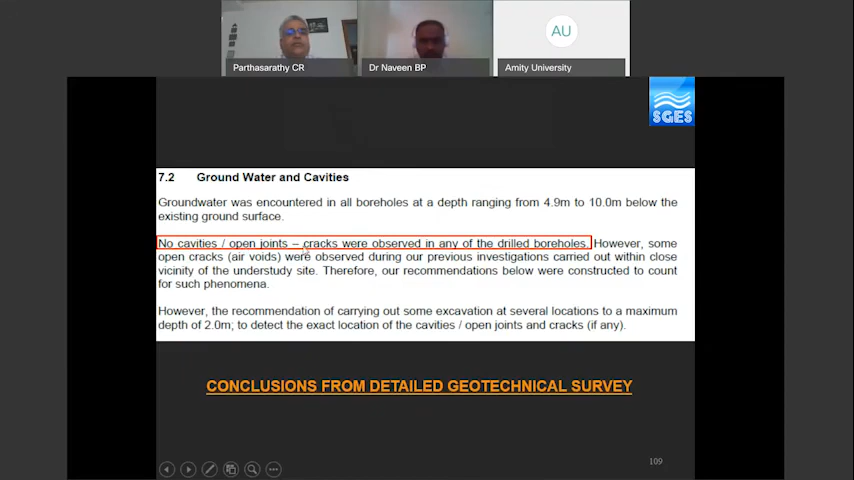 AU
Parthasarathy CR
Dr Naveen BP
Amity University
SGES
7.2 Ground Water and Cavities
Groundwater was encountered in all boreholes at a depth ranging from 4.9m to 10.0m below the
existing ground surface.
No cavities / open joints – cracks were observed in any of the drilled boreholes. However, some
open cracks (air voids) were observed during our previous investigations carried out within close
vicinity of the understudy site. Therefore, our recommendations below were constructed to count
for such phenomena.
However, the recommendation of carrying out some excavation at several locations to a maximum
depth of 2.0m; to detect the exact location of the cavities / open joints and cracks (if any).
CONCLUSIONS FROM DETAILED GEOTECHNICAL SURVEY
109